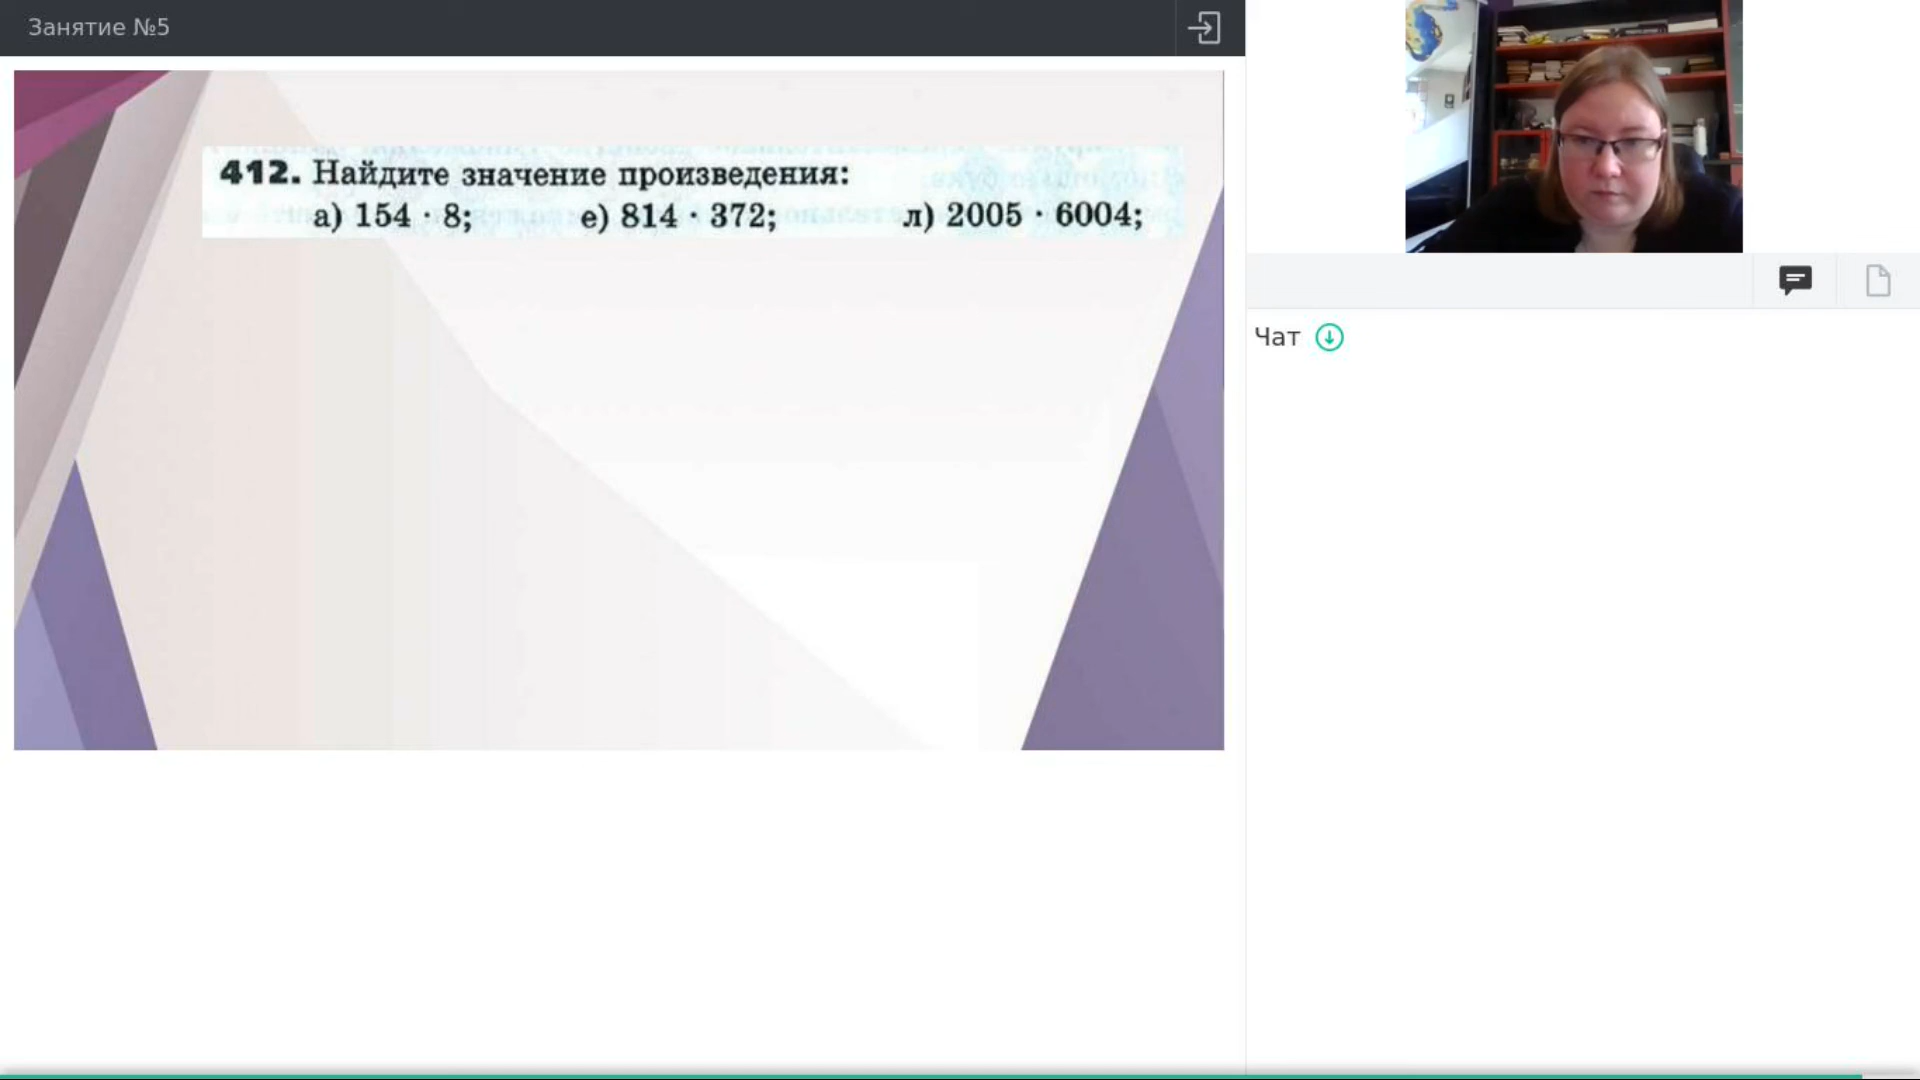 Занятие №5
412. Найдите значение произведения:
а) 154 · 8; е) 814 · 372; л) 2005 · 6004;
Чат